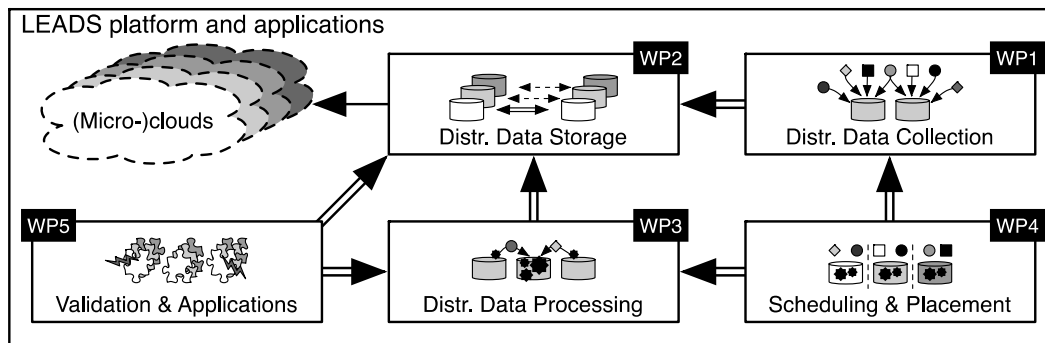 LEADS platform and applications
(Micro-)clouds
WP2
Distr. Data Storage
WP1
Distr. Data Collection
WP5
Validation & Applications
WP3
Distr. Data Processing
WP4
Scheduling & Placement